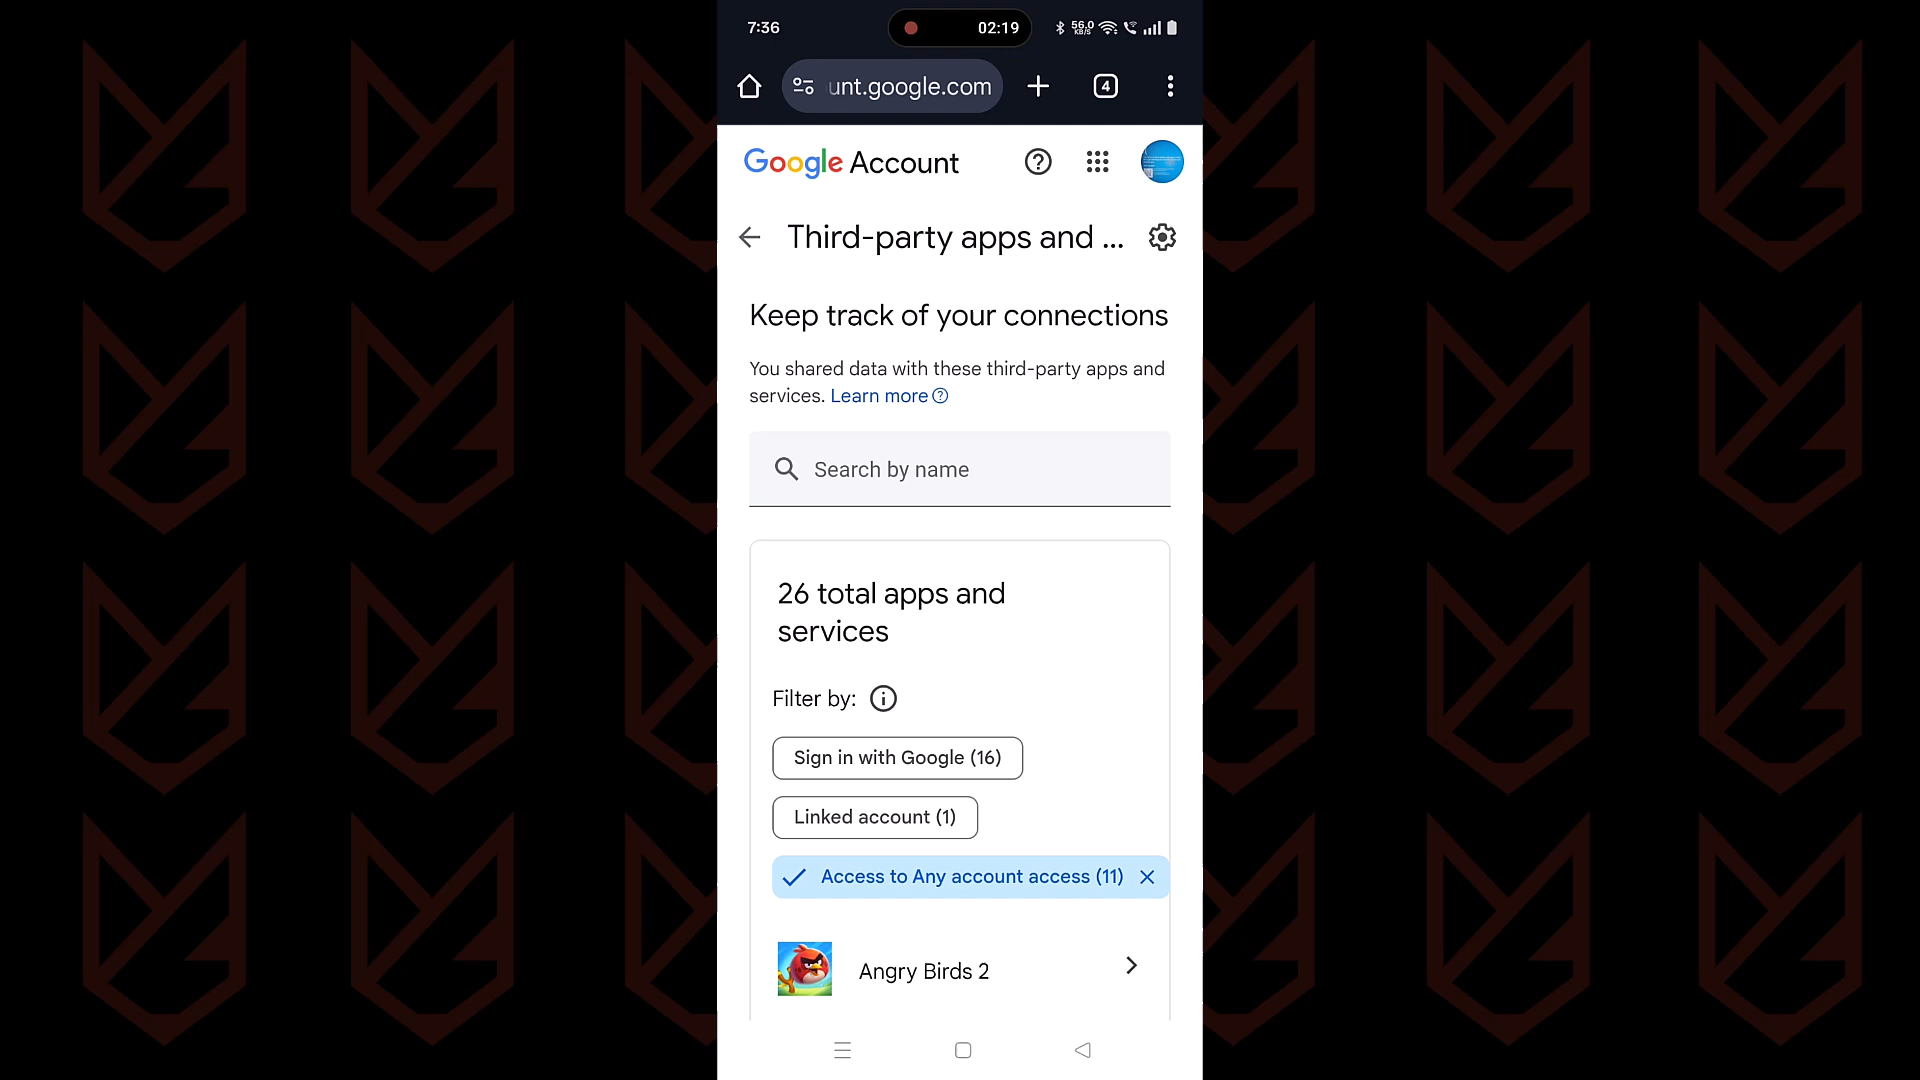 7:36
02:19
56.0
KB/S
unt.google.com
4
Google Account
Third-party apps and ...
Keep track of your connections
You shared data with these third-party apps and
services. Learn more
Search by name
26 total apps and
services
Filter by:
Sign in with Google (16)
Linked account (1)
Access to Any account access (11)
Angry Birds 2